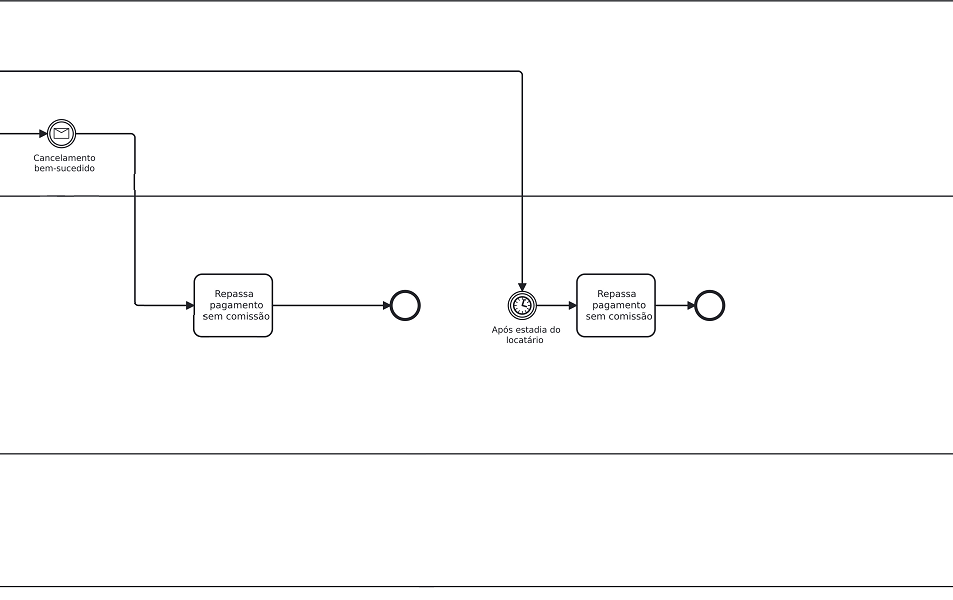 Cancelamento
bem-sucedido
Repassa
pagamento
sem comissão
Após estadia do
locatário
Repassa
pagamento
sem comissão